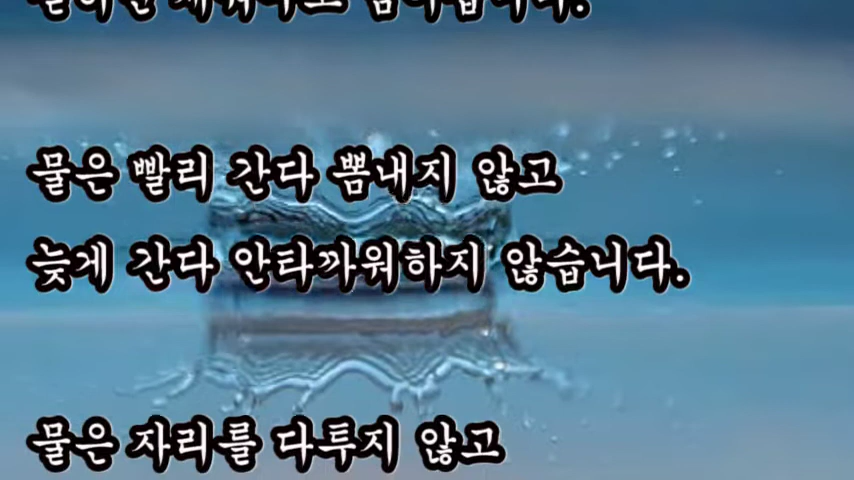 물은 빨리 간다 뽐내지 않고
늦게 간다 안타까워하지 않습니다.
물은 자리를 다투지 않고